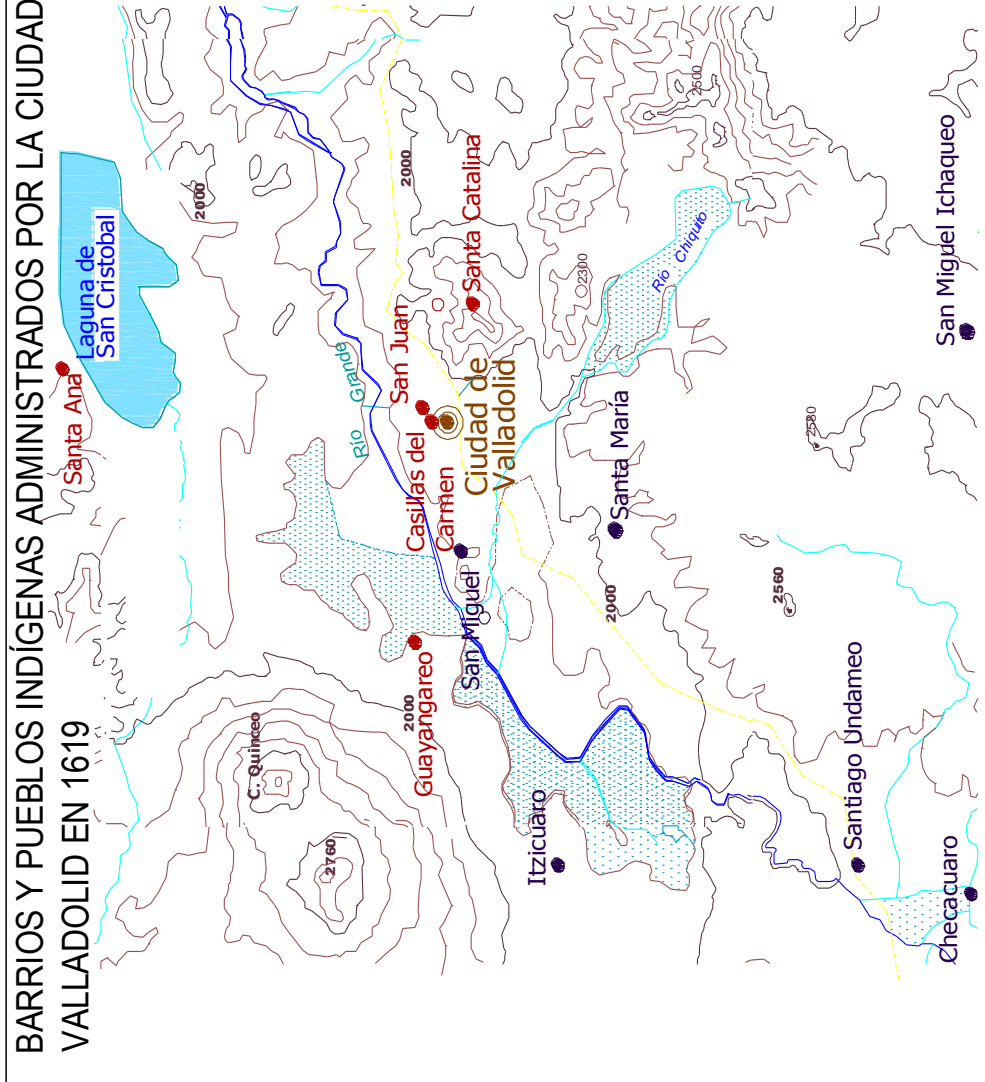 BARRIOS Y PUEBLOS INDÍGENAS ADMINISTRADOS POR LA CIUDAD
VALLADOLID EN 1619
Santa Ana
Laguna de
San Cristobal
2000
2000
C. Quinceo
2760
2000
Guayangareo
Río Grande
San Juan
Casillas del
Carmen
Santa Catalina
Ciudad de
Valladolid
San Miguel
2500
2300
Río Chiquito
Itzicuaro
Santa María
2000
2580
2560
Santiago Undameo
Checacuaro
San Miguel Ichaqueo